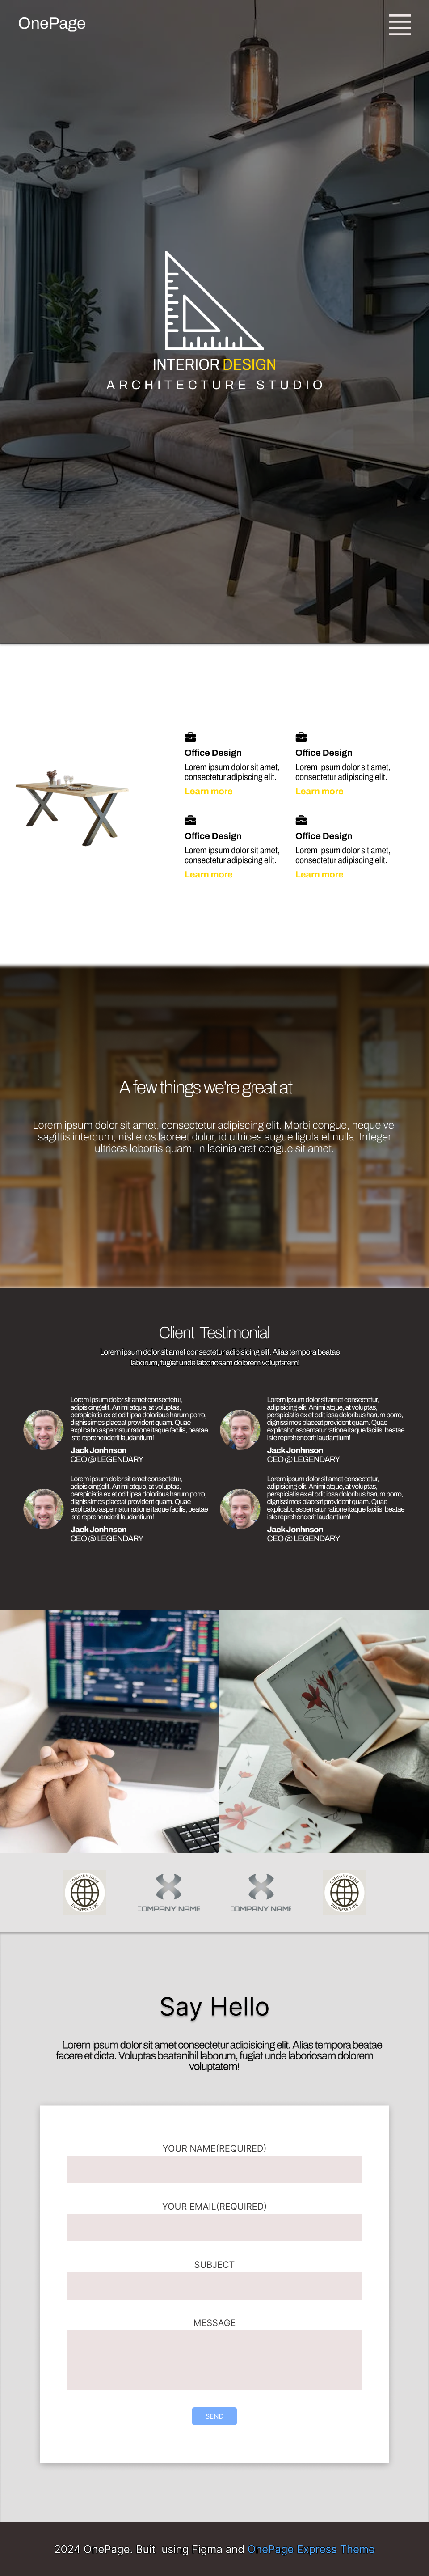 OnePage
INTERIOR DESIGN
ARCHITECTURE STUDIO
Office Design
Lorem ipsum dolor sit amet,
consectetur adipiscing elit.
Learn more
Office Design
Lorem ipsum dolor sit amet,
consectetur adipiscing elit.
Learn more
Office Design
Lorem ipsum dolor sit amet,
consectetur adipiscing elit.
Learn more
Office Design
Lorem ipsum dolor sit amet,
consectetur adipiscing elit.
Learn more
A few things we're great at
Lorem ipsum dolor sit amet, consectetur adipiscing elit. Morbi congue, neque vel
sagittis interdum, nisl eros laoreet dolor, id ultrices augue ligula et nulla. Integer
ultrices lobortis quam, in lacinia erat congue sit amet.
Client Testimonial
Lorem ipsum dolor sit amet consectetur adipisicing elit. Alias tempora beatae
laborum, fugiat unde laboriosam dolorem voluptatem!
Lorem ipsum dolor sit amet consectetur,
adipisicing elit. Animi atque, at voluptas,
perspiciatis ex et odit ipsa doloribus harum porro,
dignissimos placeat provident quam. Quae
explicabo aspernatur ratione itaque facilis, beatae
iste reprehenderit laudantium!
Jack Jonhnson
CEO @ LEGENDARY
Lorem ipsum dolor sit amet consectetur,
adipisicing elit. Animi atque, at voluptas,
perspiciatis ex et odit ipsa doloribus harum porro,
dignissimos placeat provident quam. Quae
explicabo aspernatur ratione itaque facilis, beatae
iste reprehenderit laudantium!
Jack Jonhnson
CEO @ LEGENDARY
Lorem ipsum dolor sit amet consectetur,
adipisicing elit. Animi atque, at voluptas,
perspiciatis ex et odit ipsa doloribus harum porro,
dignissimos placeat provident quam. Quae
explicabo aspernatur ratione itaque facilis, beatae
iste reprehenderit laudantium!
Jack Jonhnson
CEO @ LEGENDARY
Lorem ipsum dolor sit amet consectetur,
adipisicing elit. Animi atque, at voluptas,
perspiciatis ex et odit ipsa doloribus harum porro,
dignissimos placeat provident quam. Quae
explicabo aspernatur ratione itaque facilis, beatae
iste reprehenderit laudantium!
Jack Jonhnson
CEO @ LEGENDARY
COMPANY NAME
BUSINESS TYPE
COMPANY NAME
COMPANY NAME
COMPANY NAME
BUSINESS TYPE
Say Hello
Lorem ipsum dolor sit amet consectetur adipisicing elit. Alias tempora beatae
facere et dicta. Voluptas beatanihil laborum, fugiat unde laboriosam dolorem
voluptatem!
YOUR NAME(REQUIRED)
YOUR EMAIL(REQUIRED)
SUBJECT
MESSAGE
SEND
2024 OnePage. Buit using Figma and OnePage Express Theme